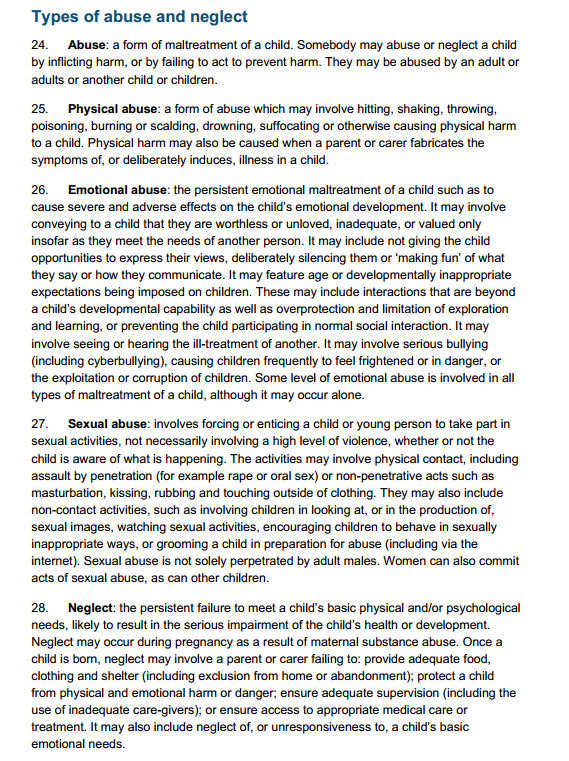 Types of abuse and neglect
24. Abuse: a form of maltreatment of a child. Somebody may abuse or neglect a child
by inflicting harm, or by failing to act to prevent harm. They may be abused by an adult or
adults or another child or children.
25. Physical abuse: a form of abuse which may involve hitting, shaking, throwing,
poisoning, burning or scalding, drowning, suffocating or otherwise causing physical harm
to a child. Physical harm may also be caused when a parent or carer fabricates the
symptoms of, or deliberately induces, illness in a child.
26. Emotional abuse: the persistent emotional maltreatment of a child such as to
cause severe and adverse effects on the child’s emotional development. It may involve
conveying to a child that they are worthless or unloved, inadequate, or valued only
insofar as they meet the needs of another person. It may include not giving the child
opportunities to express their views, deliberately silencing them or ‘making fun’ of what
they say or how they communicate. It may feature age or developmentally inappropriate
expectations being imposed on children. These may include interactions that are beyond
a child’s developmental capability as well as overprotection and limitation of exploration
and learning, or preventing the child participating in normal social interaction. It may
involve seeing or hearing the ill-treatment of another. It may involve serious bullying
(including cyberbullying), causing children frequently to feel frightened or in danger, or
the exploitation or corruption of children. Some level of emotional abuse is involved in all
types of maltreatment of a child, although it may occur alone.
27. Sexual abuse: involves forcing or enticing a child or young person to take part in
sexual activities, not necessarily involving a high level of violence, whether or not the
child is aware of what is happening. The activities may involve physical contact, including
assault by penetration (for example rape or oral sex) or non-penetrative acts such as
masturbation, kissing, rubbing and touching outside of clothing. They may also include
non-contact activities, such as involving children in looking at, or in the production of,
sexual images, watching sexual activities, encouraging children to behave in sexually
inappropriate ways, or grooming a child in preparation for abuse (including via the
internet). Sexual abuse is not solely perpetrated by adult males. Women can also commit
acts of sexual abuse, as can other children.
28. Neglect: the persistent failure to meet a child’s basic physical and/or psychological
needs, likely to result in the serious impairment of the child’s health or development.
Neglect may occur during pregnancy as a result of maternal substance abuse. Once a
child is born, neglect may involve a parent or carer failing to: provide adequate food,
clothing and shelter (including exclusion from home or abandonment); protect a child
from physical and emotional harm or danger; ensure adequate supervision (including the
use of inadequate care-givers); or ensure access to appropriate medical care or
treatment. It may also include neglect of, or unresponsiveness to, a child’s basic
emotional needs.